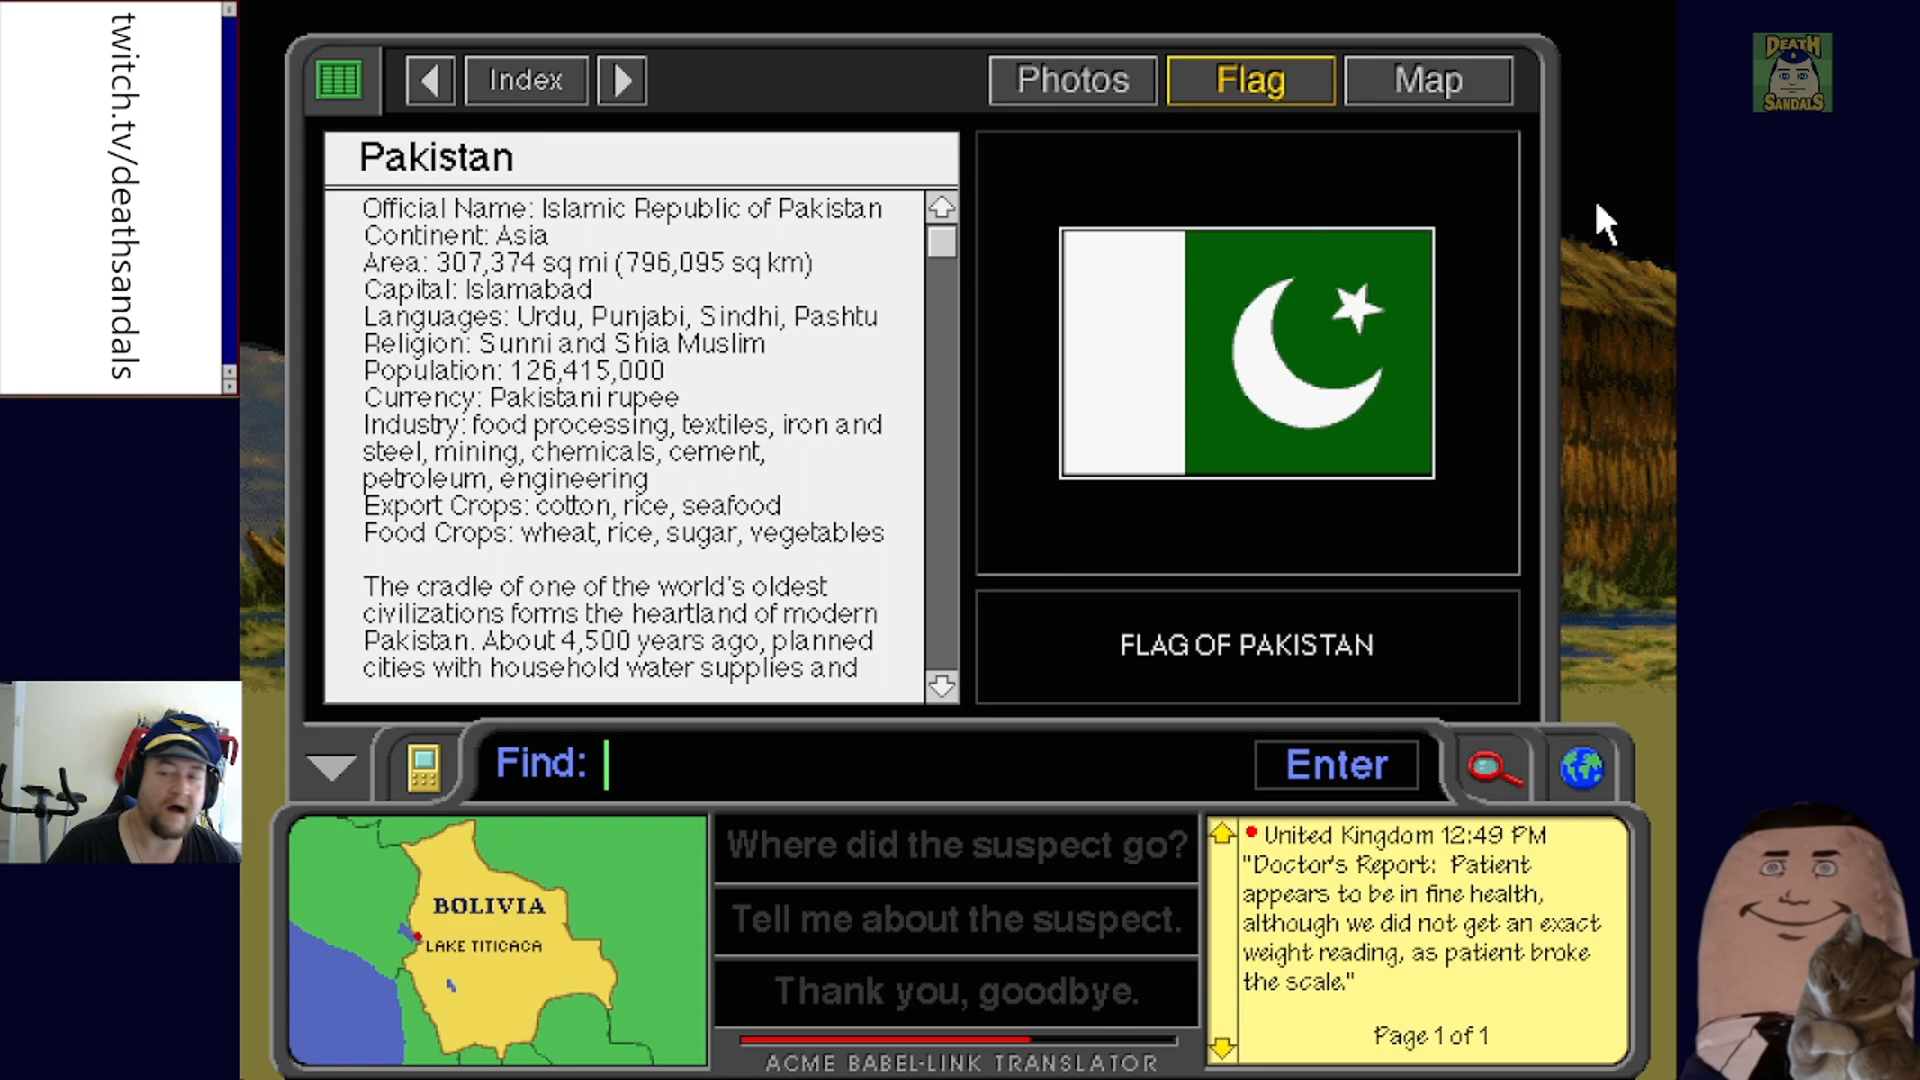 twitch.tv/deathsandals
Index
Photos
Flag
Map
DEATH
SANDALS
Pakistan
Official Name: Islamic Republic of Pakistan
Continent: Asia
Area: 307,374 sq mi (796,095 sq km)
Capital: Islamabad
Languages: Urdu, Punjabi, Sindhi, Pashtu
Religion: Sunni and Shia Muslim
Population: 126,415,000
Currency: Pakistani rupee
Industry: food processing, textiles, iron and
steel, mining, chemicals, cement,
petroleum, engineering
Export Crops: cotton, rice, seafood
Food Crops: wheat, rice, sugar, vegetables
The cradle of one of the world's oldest
civilizations forms the heartland of modern
Pakistan. About 4,500 years ago, planned
cities with household water supplies and
FLAG OF PAKISTAN
Find:
Enter
BOLIVIA
LAKE TITICACA
Where did the suspect go?
Tell me about the suspect.
Thank you, goodbye.
ACME BABEL-LINK TRANSLATOR
United Kingdom 12:49 PM
"Doctor's Report: Patient
appears to be in fine health,
although we did not get an exact
weight reading, as patient broke
the scale."
Page 1 of 1